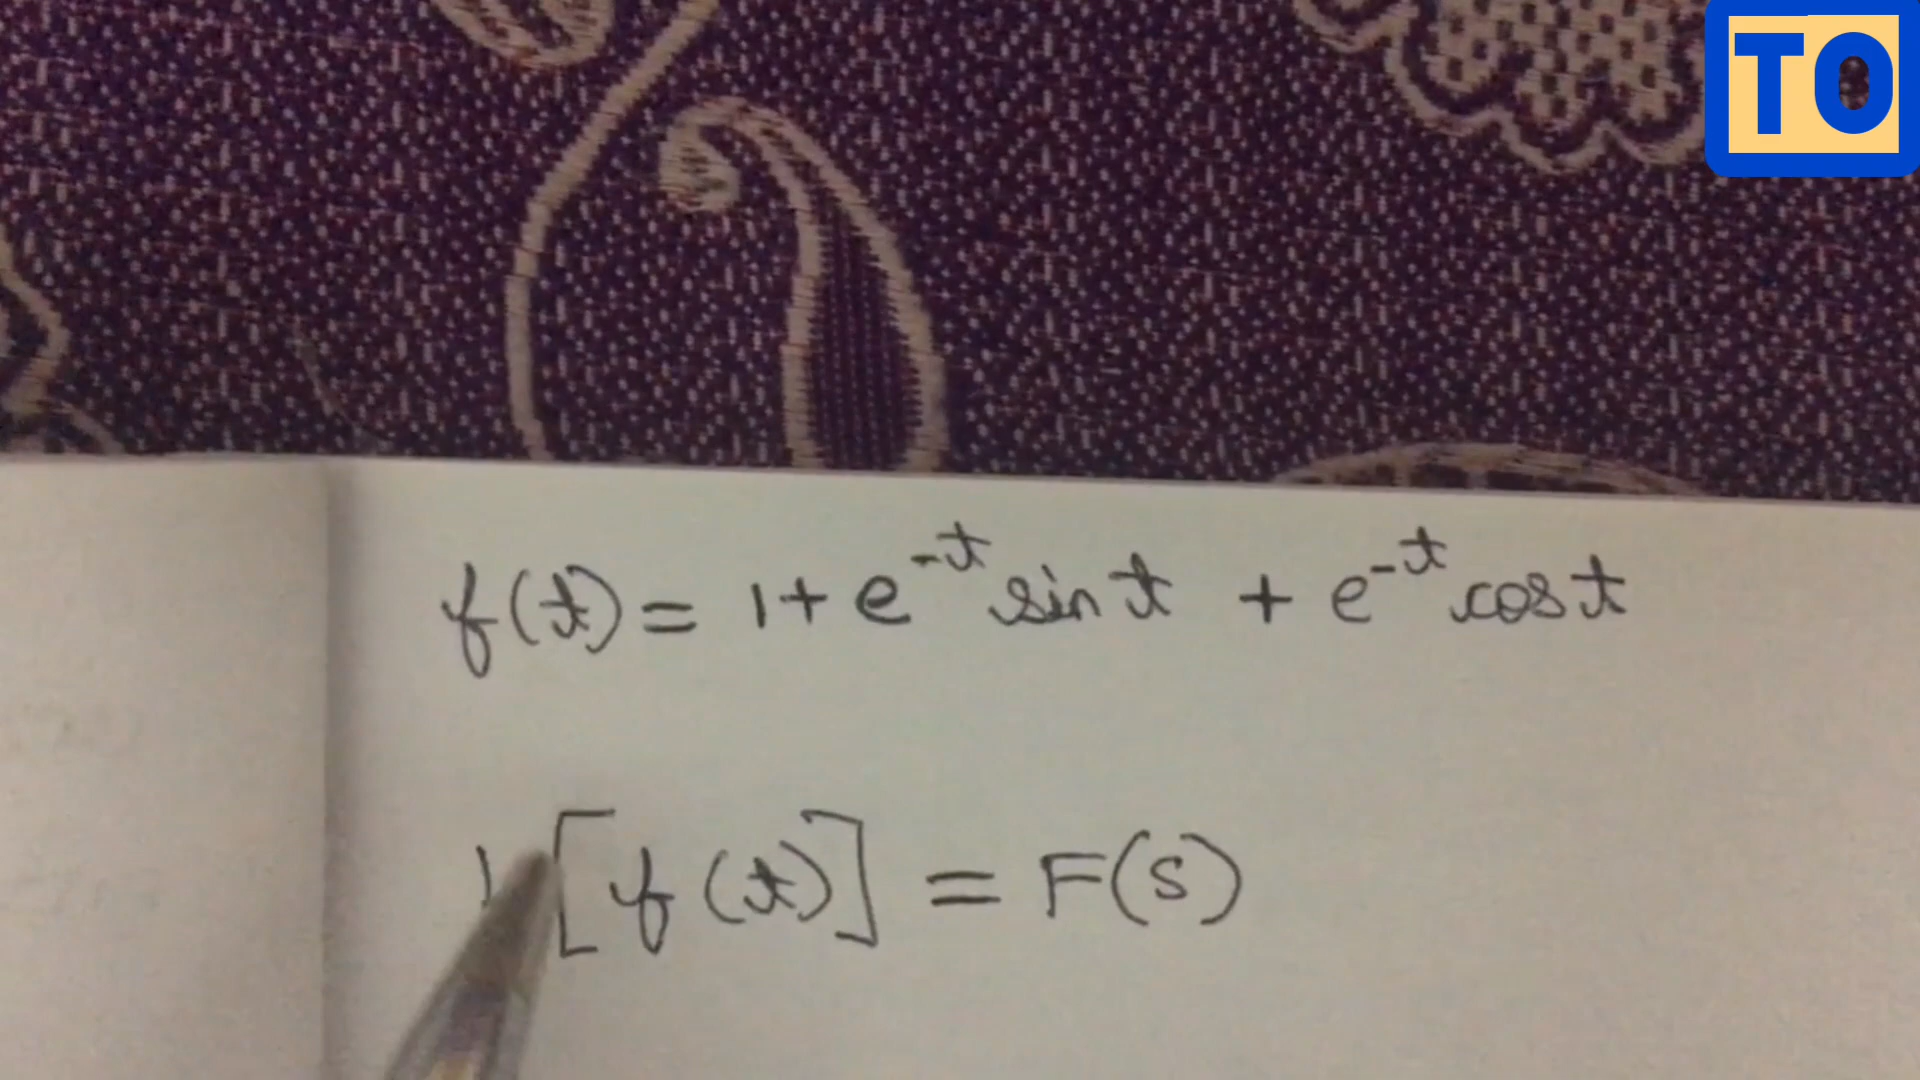 TO
f(t) = 1 + e^{-t} sin t + e^{-t} cos t
[f(t)] = F(s)